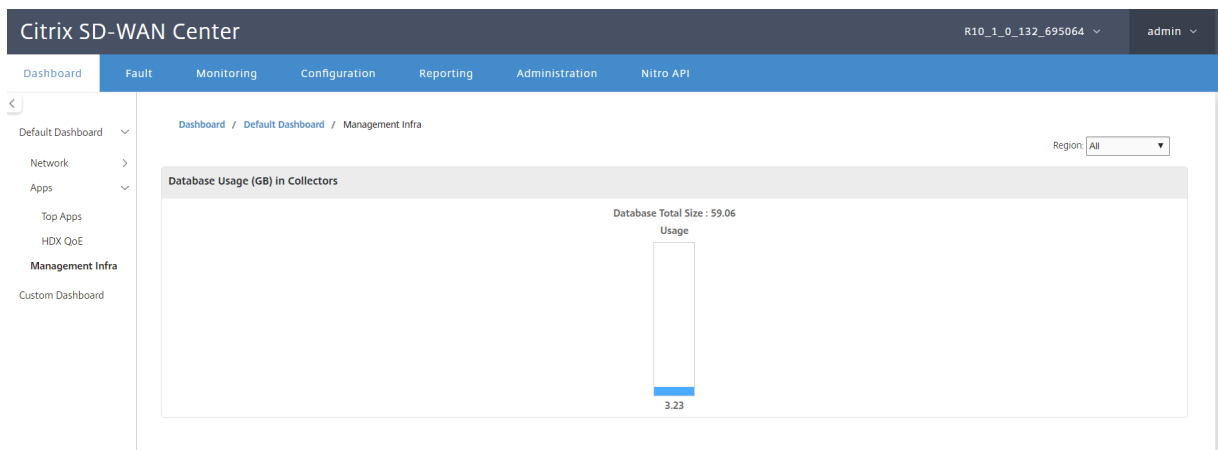 Citrix SD-WAN Center
R10_1_0_132_695064
admin
Dashboard Fault Monitoring Configuration Reporting Administration Nitro API
Default Dashboard
Network
Apps
Top Apps
HDX QoE
Management Infra
Custom Dashboard
Dashboard / Default Dashboard / Management Infra
Region: All
Database Usage (GB) in Collectors
Database Total Size : 59.06
Usage
3.23